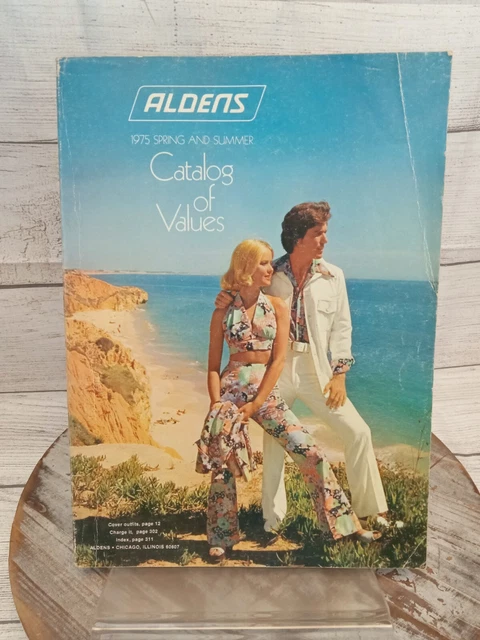 ALDENS
1975 SPRING AND SUMMER
Catalog
of
Values
Cover outfits, page 12
Charge it, page 302
Index, page 311
ALDENS • CHICAGO, ILLINOIS 60607